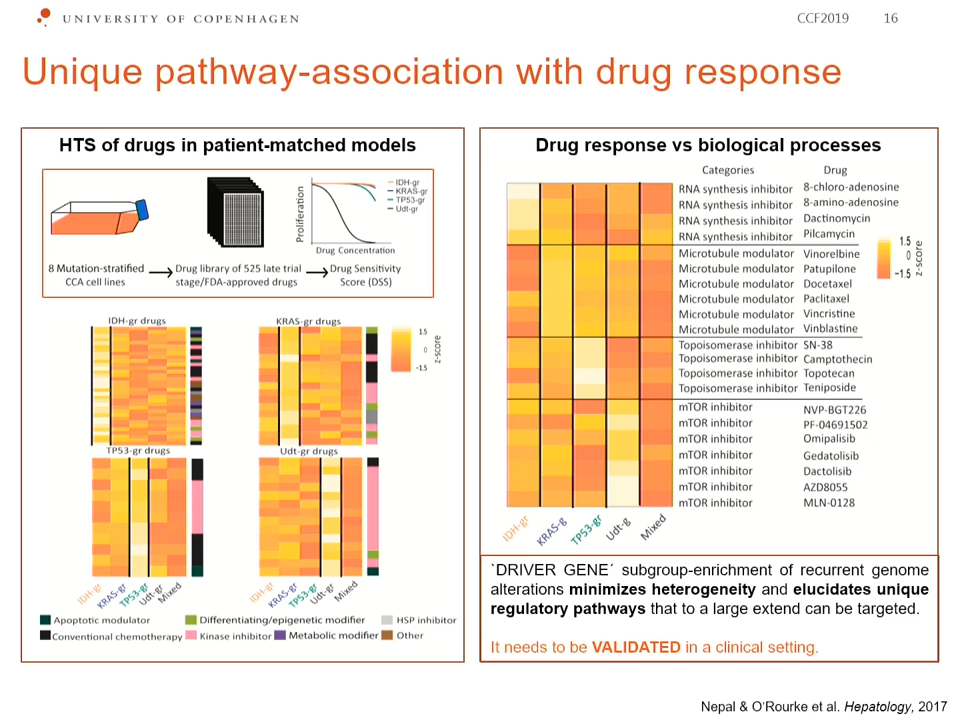 UNIVERSITY OF COPENHAGEN
CCF2019 16
Unique pathway-association with drug response
HTS of drugs in patient-matched models
Proliferation
IDH-gr
KRAS-gr
TP53-gr
Udt-gr
Drug Concentration
8 Mutation-stratified
CCA cell lines
Drug library of 525 late trial
stage/FDA-approved drugs
Drug Sensitivity
Score (DSS)
IDH-gr drugs
KRAS-gr drugs
1.5
0
-1.5
z-score
TP53-gr drugs
Udt-gr drugs
IDH-gr
KRAS-gr
TP53-gr
Udt-gr
Mixed
IDH-gr
KRAS-gr
TP53-gr
Udt-gr
Mixed
Apoptotic modulator
Differentiating/epigenetic modifier
HSP inhibitor
Conventional chemotherapy
Kinase inhibitor
Metabolic modifier
Other
Drug response vs biological processes
Categories Drug
RNA synthesis inhibitor 8-chloro-adenosine
RNA synthesis inhibitor 8-amino-adenosine
RNA synthesis inhibitor Dactinomycin
RNA synthesis inhibitor Pilcamycin
Microtubule modulator Vinorelbine
Microtubule modulator Patupilone
Microtubule modulator Docetaxel
Microtubule modulator Paclitaxel
Microtubule modulator Vincristine
Microtubule modulator Vinblastine
Topoisomerase inhibitor SN-38
Topoisomerase inhibitor Camptothecin
Topoisomerase inhibitor Topotecan
Topoisomerase inhibitor Teniposide
mTOR inhibitor NVP-BGT226
mTOR inhibitor PF-04691502
mTOR inhibitor Omipalisib
mTOR inhibitor Gedatolisib
mTOR inhibitor Dactolisib
mTOR inhibitor AZD8055
mTOR inhibitor MLN-0128
1.5
0
-1.5
z-score
IDH-gr
KRAS-g
TP53-gr
Udt-g
Mixed
`DRIVER GENE´ subgroup-enrichment of recurrent genome
alterations minimizes heterogeneity and elucidates unique
regulatory pathways that to a large extend can be targeted.
It needs to be VALIDATED in a clinical setting.
Nepal & O'Rourke et al. Hepatology, 2017